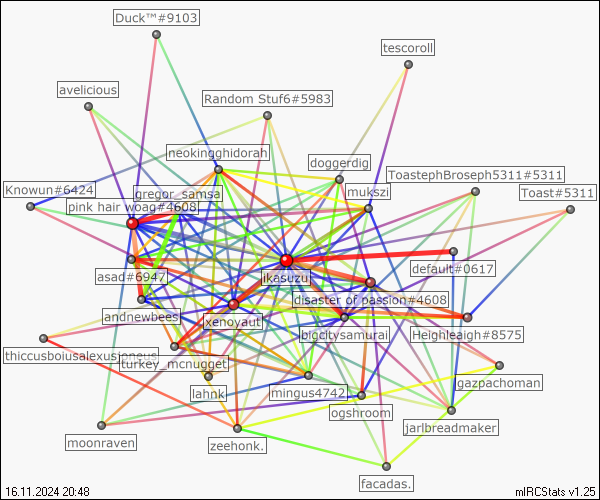 Duck™#9103
tescoroll
avelicious
Random Stuf6#5983
neokingghidorah
doggerdig
ToastephBroseph5311#5311
Knowun#6424
gregor_samsa
mukszi
Toast#5311
pink hair woag#4608
asad#6947
ikasuzu
default#0617
disaster of passion#4608
andnewbees
xenoyaut
bigcitysamurai
Heighleaigh#8575
thiccusboiusalexusjoneus
turkey_mcnugget
lahnk
mingus4742
gazpachoman
ogshroom
jarlbreadmaker
moonraven
zeehonk.
facadas.
16.11.2024 20:48
mIRCStats v1.25